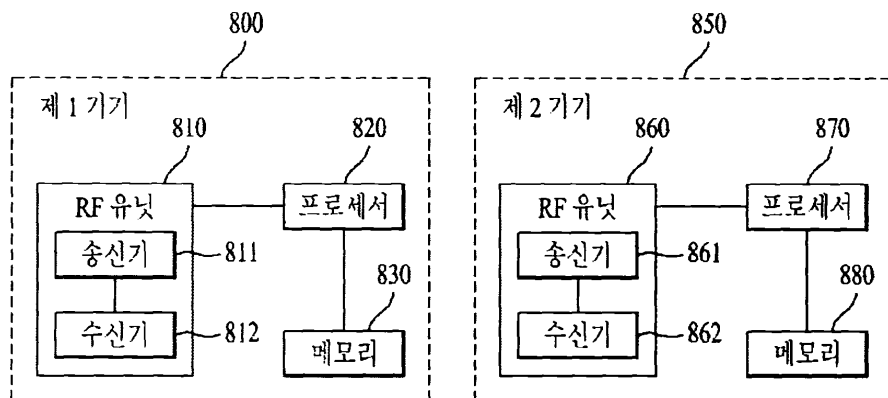 800
850
제 1 기기
810
820
RF 유닛
프로세서
송신기
811
830
수신기
812
메모리
제 2 기기
860
870
RF 유닛
프로세서
송신기
861
880
수신기
862
메모리